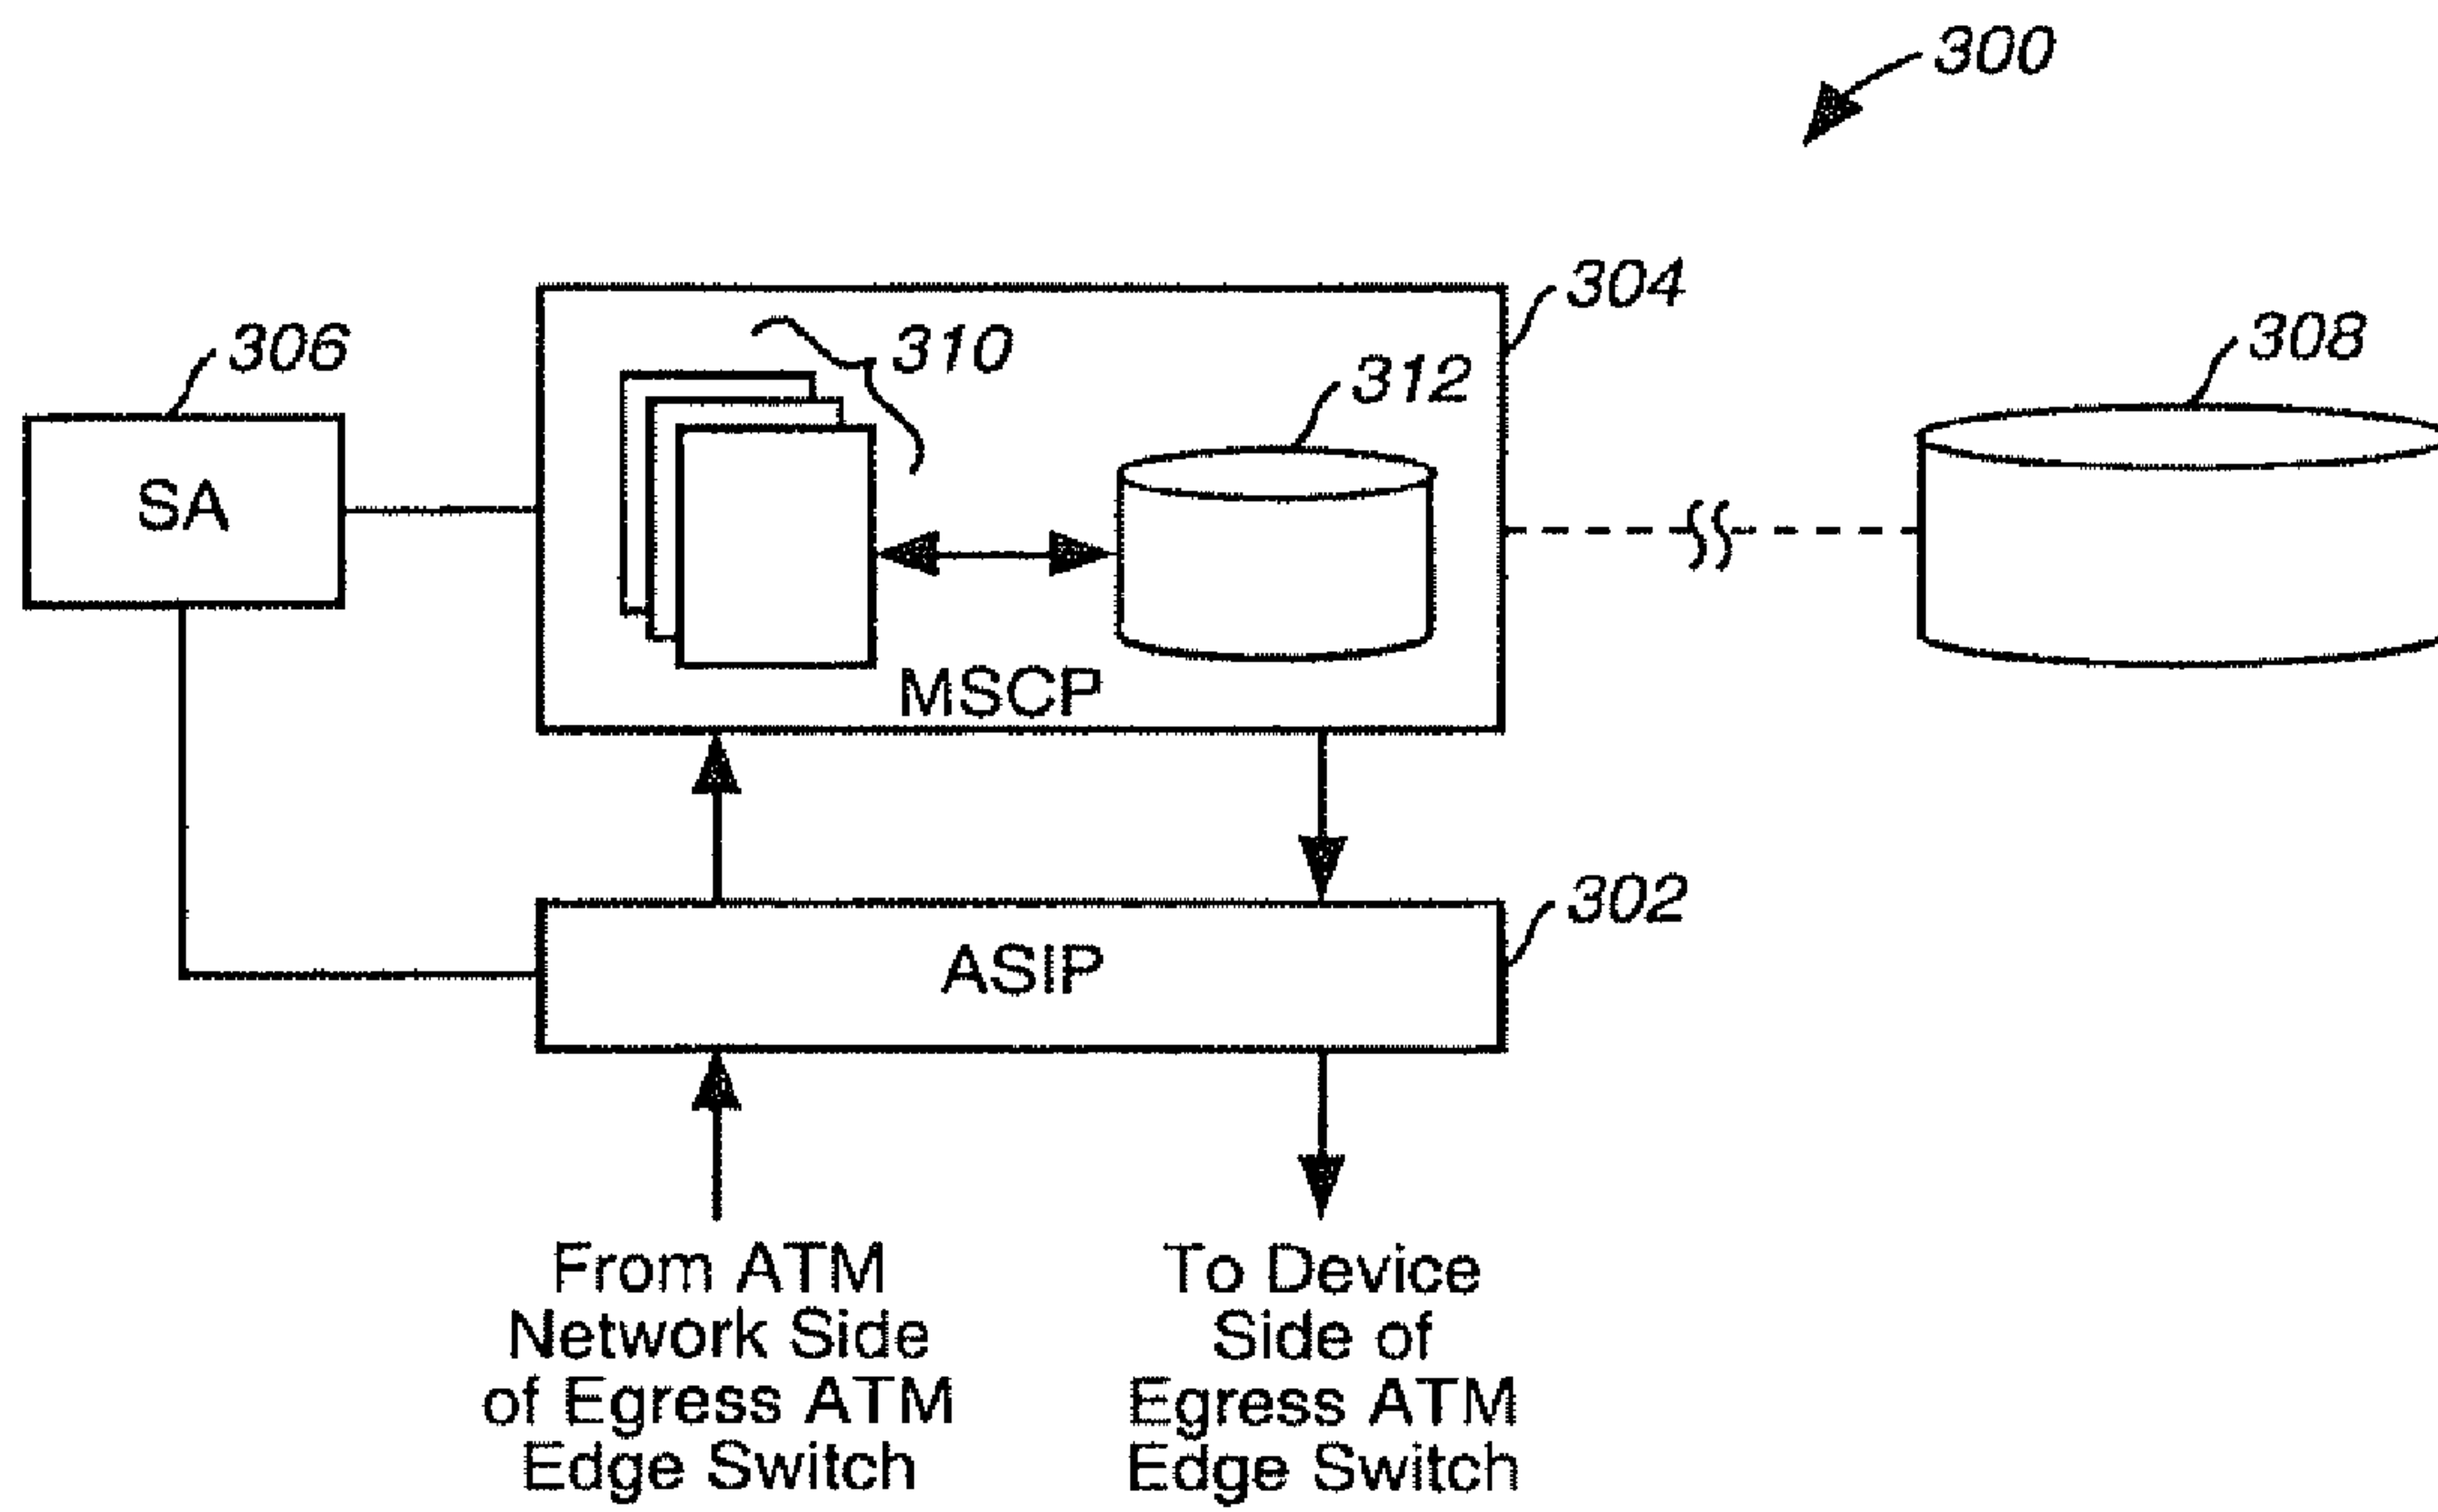 300
304
306
310
308
312
SA
MSCP
302
ASIP
From ATM
Network Side
of Egress ATM
Edge Switch
To Device
Side of
Egress ATM
Edge Switch